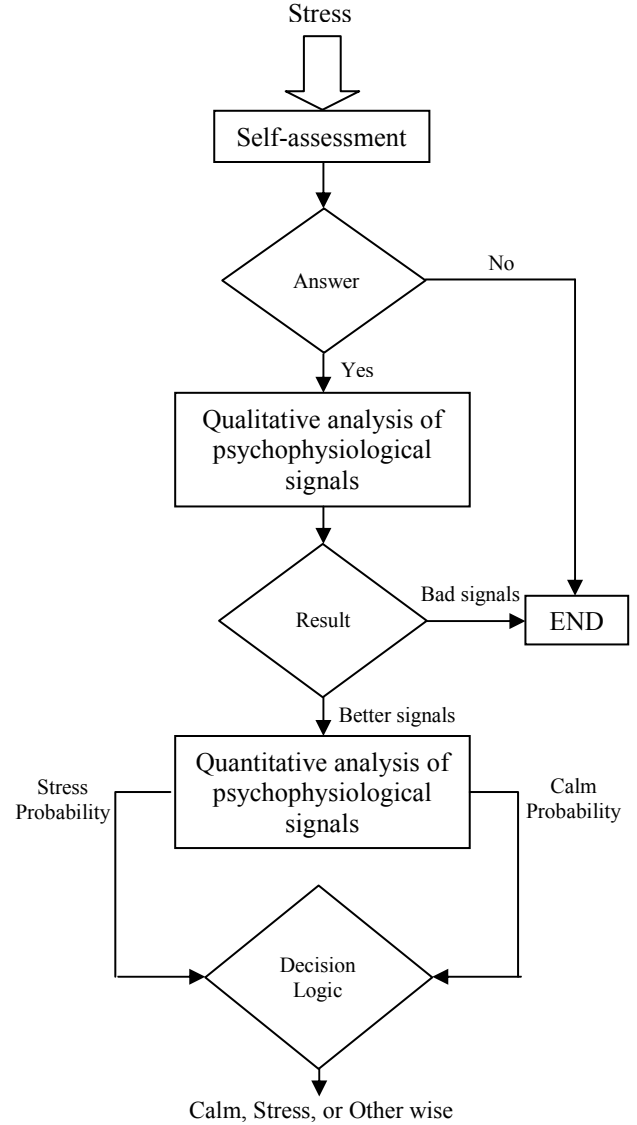 Stress
Self-assessment
Answer
No
Yes
Qualitative analysis of
psychophysiological
signals
Result
Bad signals
END
Better signals
Quantitative analysis of
psychophysiological
signals
Stress
Probability
Calm
Probability
Decision
Logic
Calm, Stress, or Other wise